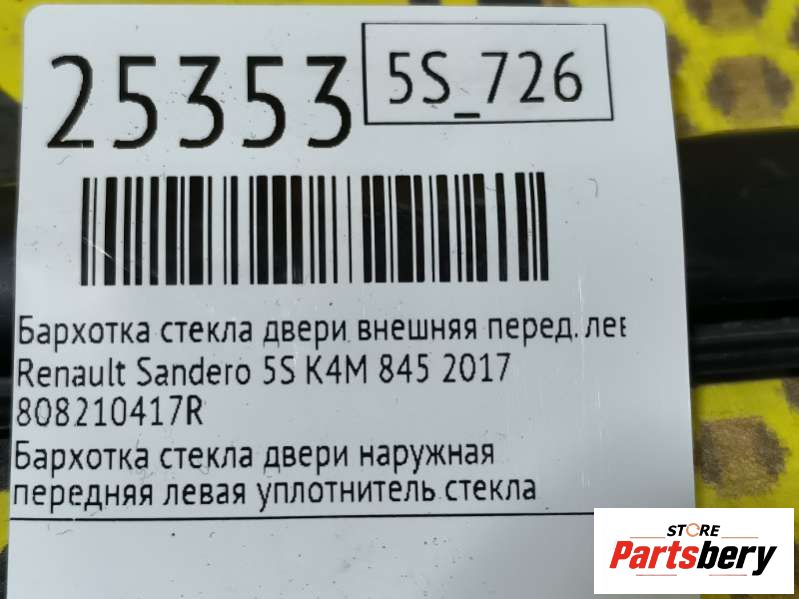 25353
5S_726
Бархотка стекла двери внешняя перед. лев
Renault Sandero 5S K4M 845 2017
808210417R
Бархотка стекла двери наружная
передняя левая уплотнитель стекла
STORE
Partsbery